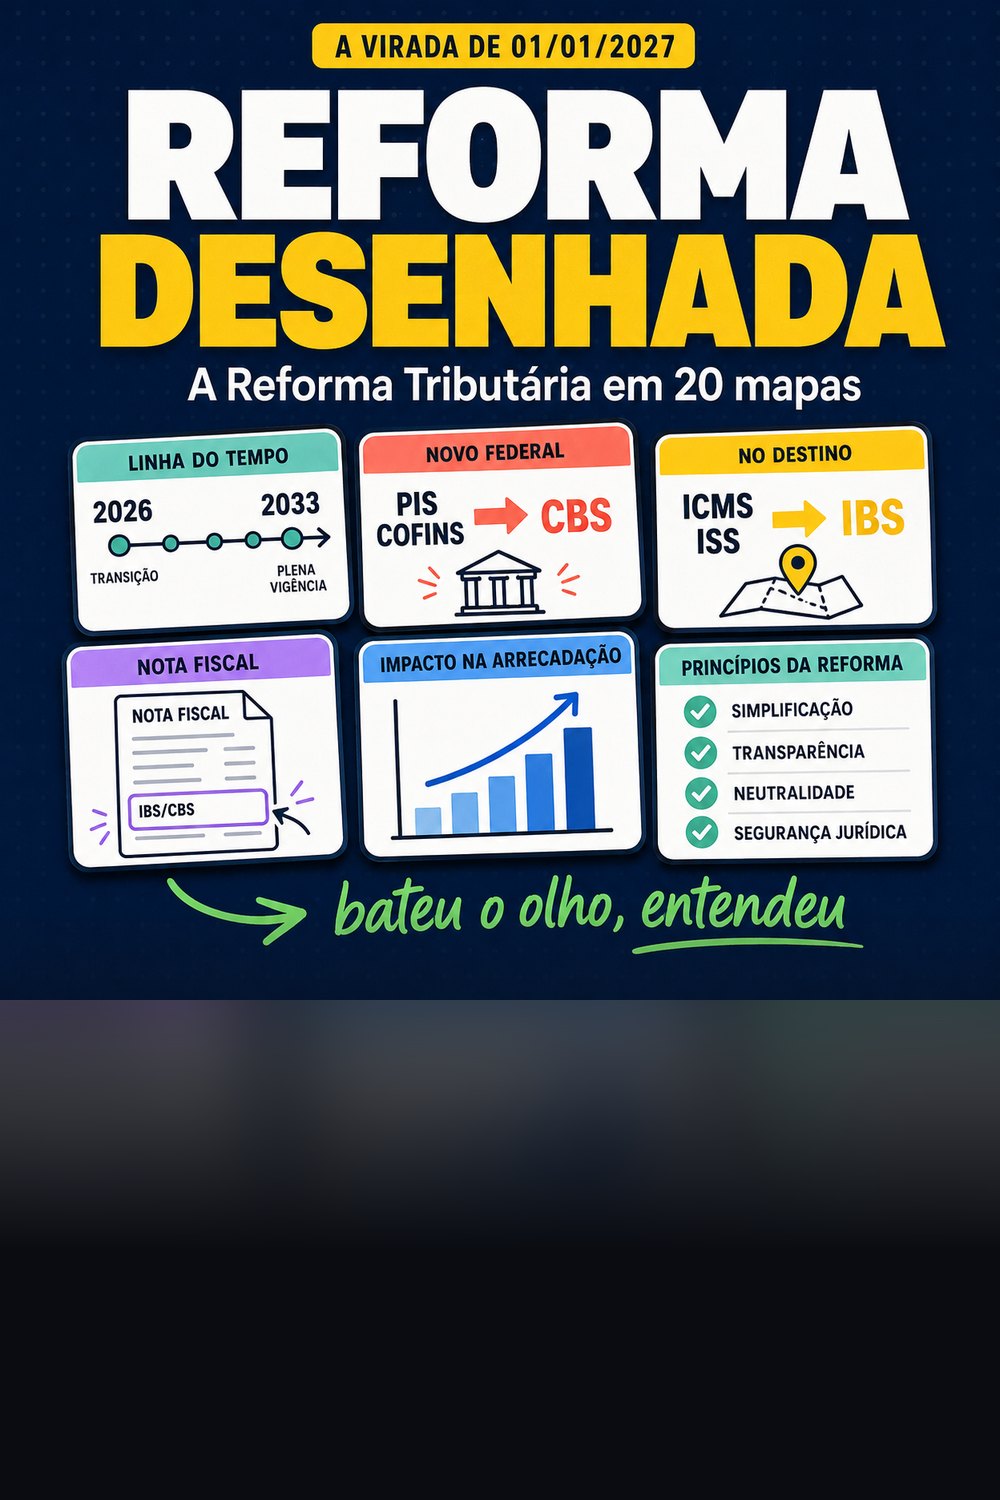 A VIRADA DE 01/01/2027
REFORMA
DESENHADA
A Reforma Tributária em 20 mapas
LINHA DO TEMPO
2026
2033
TRANSIÇÃO
PLENA
VIGÊNCIA
NOVO FEDERAL
PIS
COFINS
CBS
NO DESTINO
ICMS
ISS
IBS
NOTA FISCAL
NOTA FISCAL
IBS/CBS
IMPACTO NA ARRECADAÇÃO
PRINCÍPIOS DA REFORMA
SIMPLIFICAÇÃO
TRANSPARÊNCIA
NEUTRALIDADE
SEGURANÇA JURÍDICA
bateu o olho, entendeu